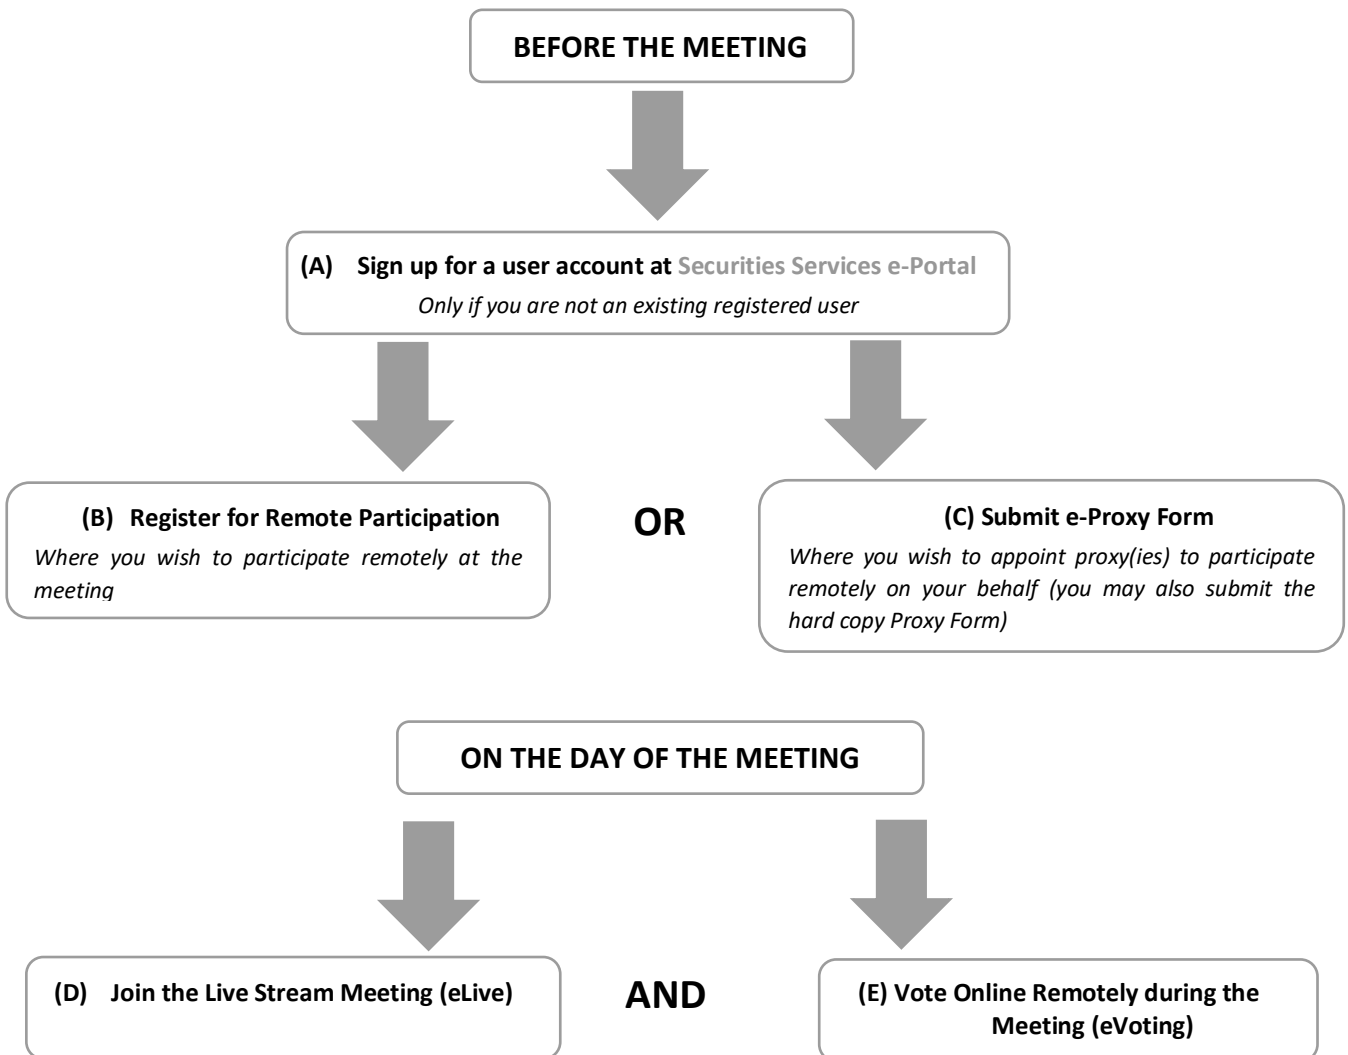 BEFORE THE MEETING
(A) Sign up for a user account at Securities Services e-Portal
Only if you are not an existing registered user
(B) Register for Remote Participation
Where you wish to participate remotely at the
meeting
OR
(C) Submit e-Proxy Form
Where you wish to appoint proxy(ies) to participate
remotely on your behalf (you may also submit the
hard copy Proxy Form)
ON THE DAY OF THE MEETING
(D) Join the Live Stream Meeting (eLive)
AND
(E) Vote Online Remotely during the
Meeting (eVoting)